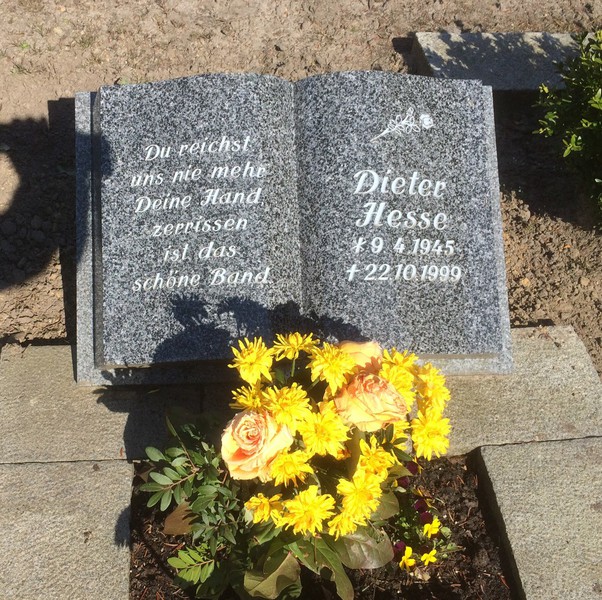 Du reichst
uns nie mehr
Deine Hand
zerrissen
ist das
schöne Band
Dieter
Hesse
* 9.4.1945
† 22.10.1999